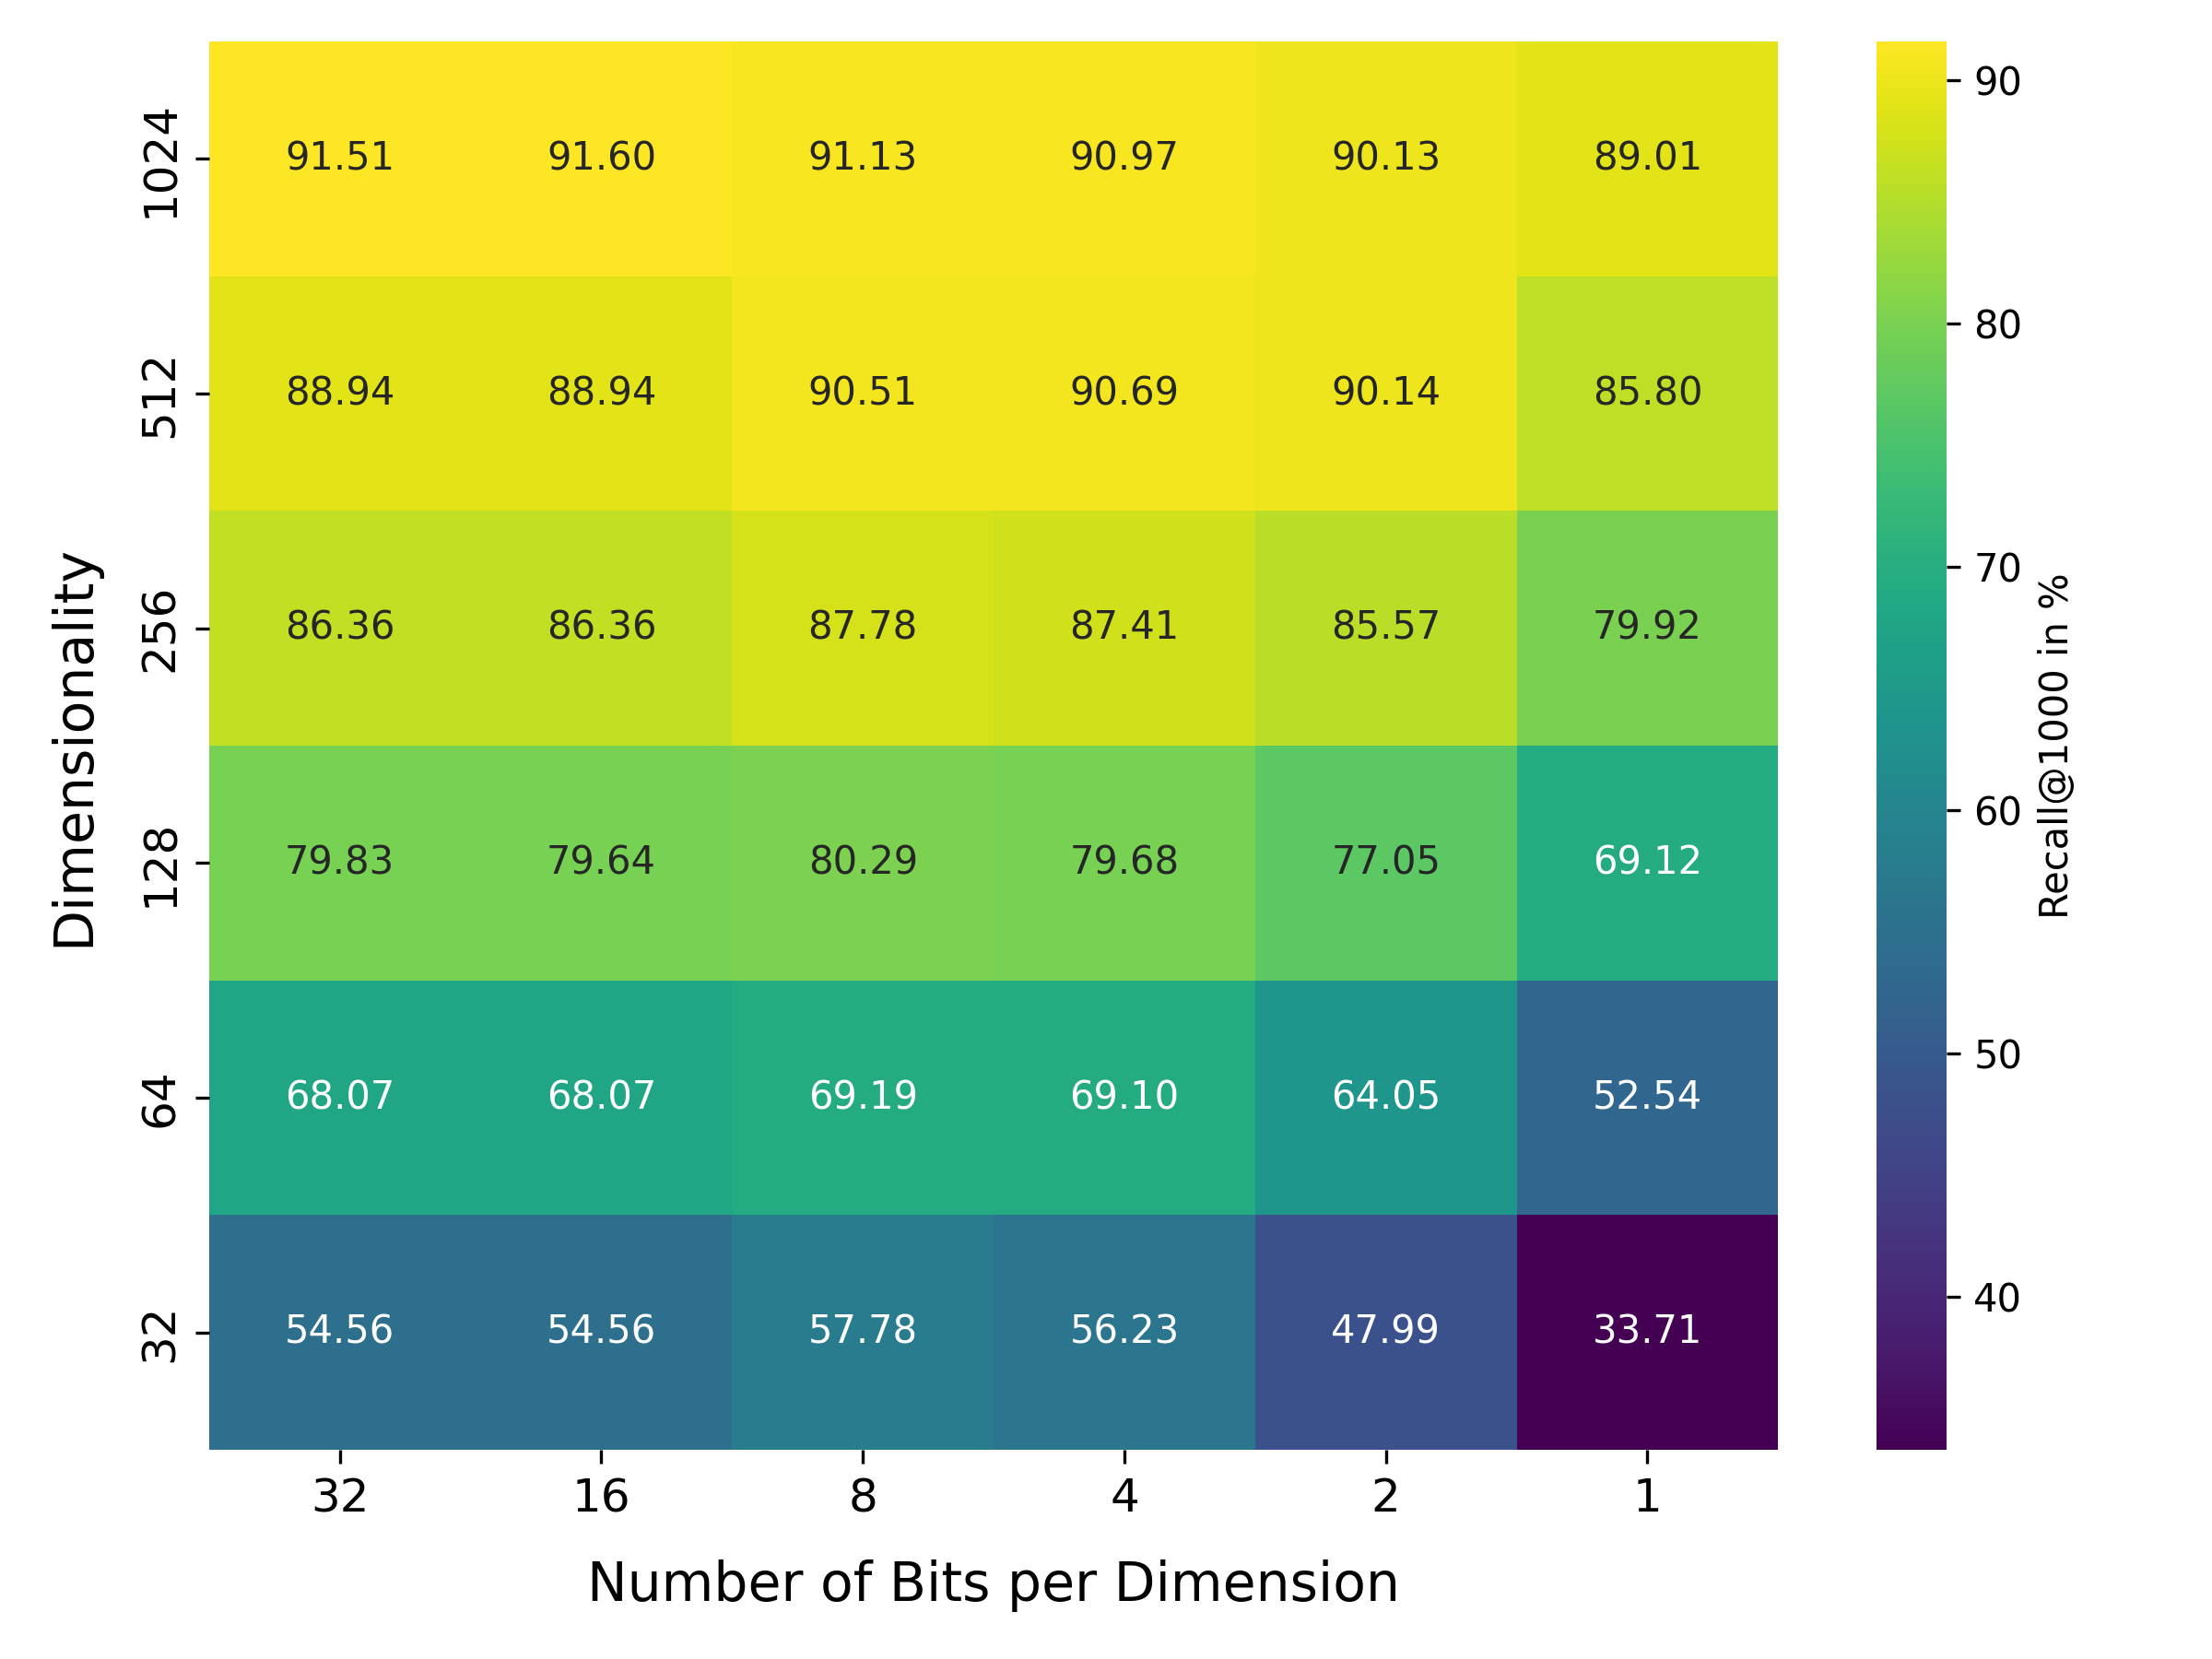 1024 91.51 91.60 91.13 90.97 90.13 89.01
512 88.94 88.94 90.51 90.69 90.14 85.80
256 86.36 86.36 87.78 87.41 85.57 79.92
128 79.83 79.64 80.29 79.68 77.05 69.12
64 68.07 68.07 69.19 69.10 64.05 52.54
32 54.56 54.56 57.78 56.23 47.99 33.71
32 16 8 4 2 1
Number of Bits per Dimension
Dimensionality
90
80
70
60
50
40
Recall@1000 in %